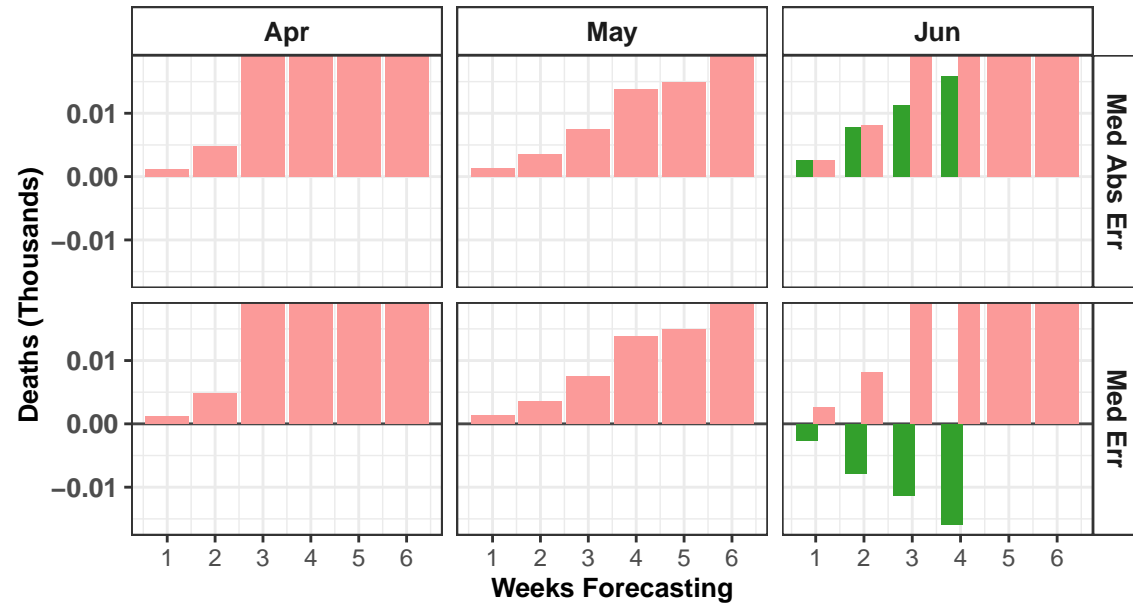 Apr May Jun
0.01
0.00
−0.01
Med Abs Err
0.01
0.00
−0.01
Med Err
Deaths (Thousands)
1 2 3 4 5 6 1 2 3 4 5 6 1 2 3 4 5 6
Weeks Forecasting